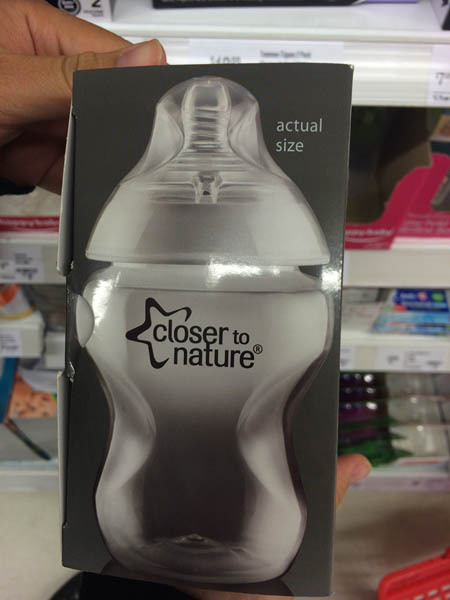 actual
size
closer to
nature®